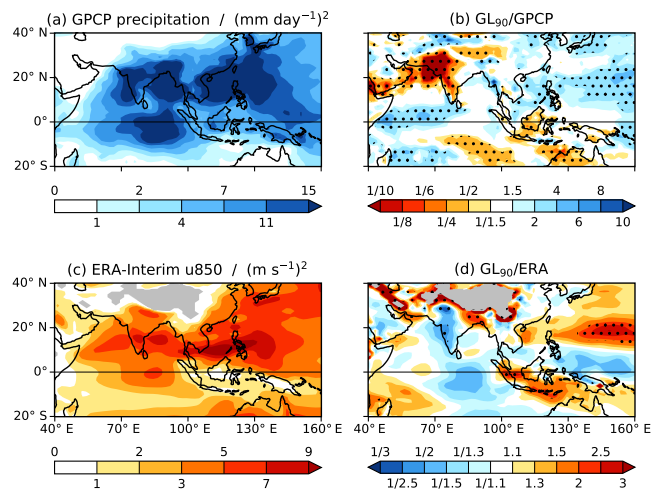 (a) GPCP precipitation / (mm day⁻¹)²
(b) GL₉₀/GPCP
40° N
20° N
0°
20° S
0 2 4 7 11 15
1
1/10 1/6 1/2 1.5 4 8
1/8 1/4 1/1.5 2 6 10
(c) ERA-Interim u850 / (m s⁻¹)²
(d) GL₉₀/ERA
40° N
20° N
0°
20° S
40° E 70° E 100° E 130° E 160° E
40° E 70° E 100° E 130° E 160° E
0 2 5 9
1 3 7
1/3 1/2 1/1.3 1.1 1.5 2.5
1/2.5 1/1.5 1/1.1 1.3 2 3